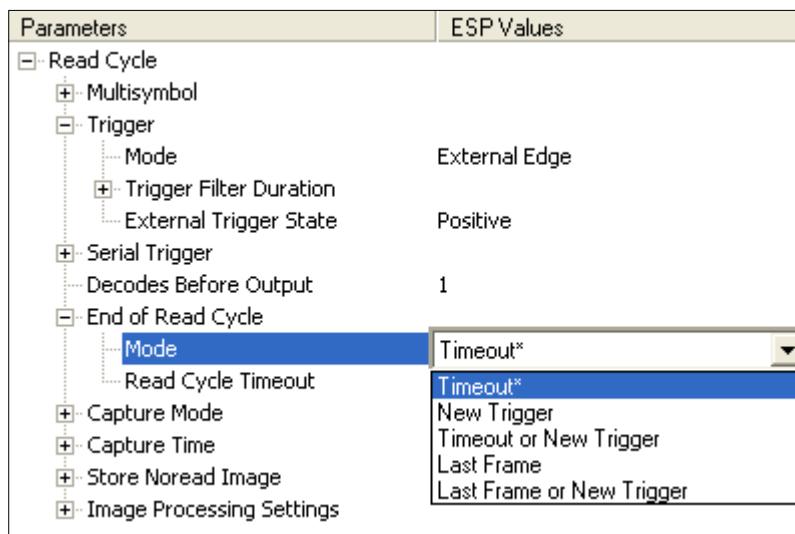 Parameters ESP Values
Read Cycle
Multisymbol
Trigger
Mode External Edge
Trigger Filter Duration
External Trigger State Positive
Serial Trigger
Decodes Before Output 1
End of Read Cycle
Mode Timeout*
Read Cycle Timeout
Timeout*
New Trigger
Timeout or New Trigger
Last Frame
Last Frame or New Trigger
Capture Mode
Capture Time
Store Noread Image
Image Processing Settings